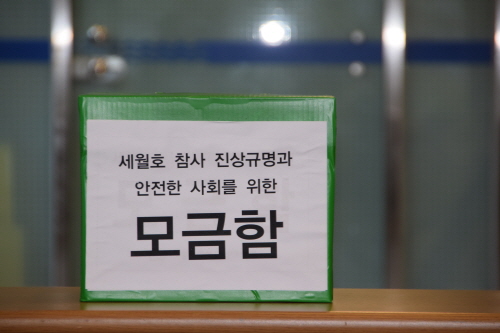 세월호 참사 진상규명과
안전한 사회를 위한
모금함